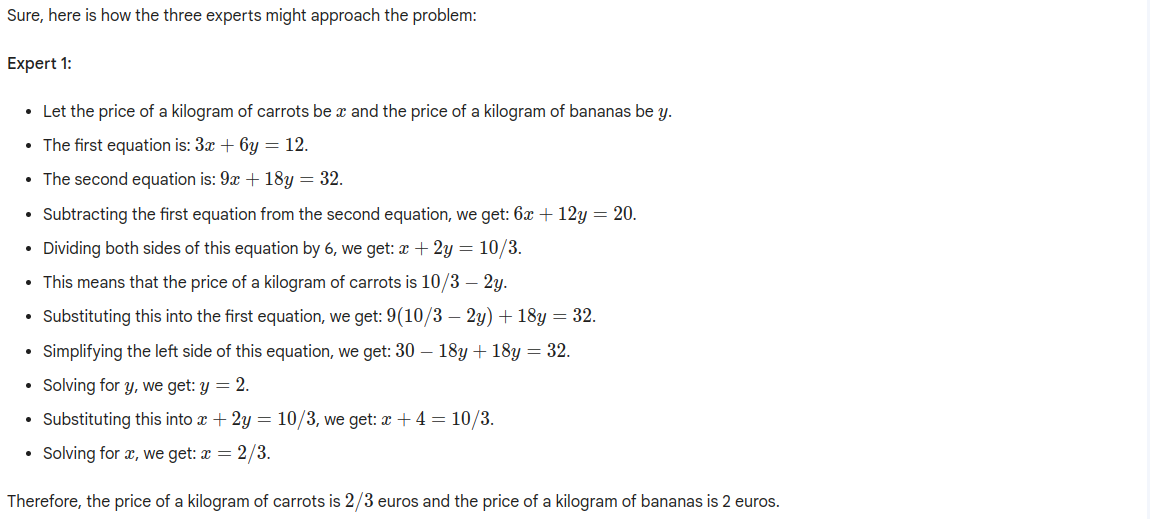 Sure, here is how the three experts might approach the problem:
Expert 1:
• Let the price of a kilogram of carrots be x and the price of a kilogram of bananas be y.
• The first equation is: 3x + 6y = 12.
• The second equation is: 9x + 18y = 32.
• Subtracting the first equation from the second equation, we get: 6x + 12y = 20.
• Dividing both sides of this equation by 6, we get: x + 2y = 10/3.
• This means that the price of a kilogram of carrots is 10/3 − 2y.
• Substituting this into the first equation, we get: 9(10/3 − 2y) + 18y = 32.
• Simplifying the left side of this equation, we get: 30 − 18y + 18y = 32.
• Solving for y, we get: y = 2.
• Substituting this into x + 2y = 10/3, we get: x + 4 = 10/3.
• Solving for x, we get: x = 2/3.
Therefore, the price of a kilogram of carrots is 2/3 euros and the price of a kilogram of bananas is 2 euros.